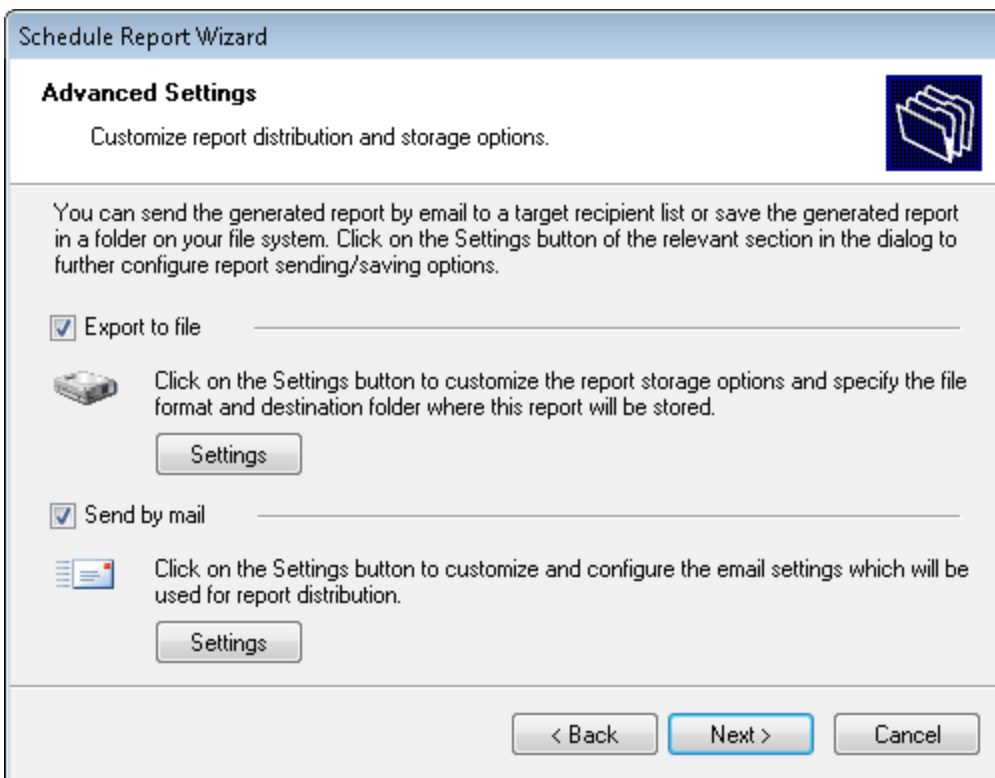 Schedule Report Wizard
Advanced Settings
Customize report distribution and storage options.
You can send the generated report by email to a target recipient list or save the generated report
in a folder on your file system. Click on the Settings button of the relevant section in the dialog to
further configure report sending/saving options.
Export to file
Click on the Settings button to customize the report storage options and specify the file
format and destination folder where this report will be stored.
Settings
Send by mail
Click on the Settings button to customize and configure the email settings which will be
used for report distribution.
Settings
< Back Next > Cancel